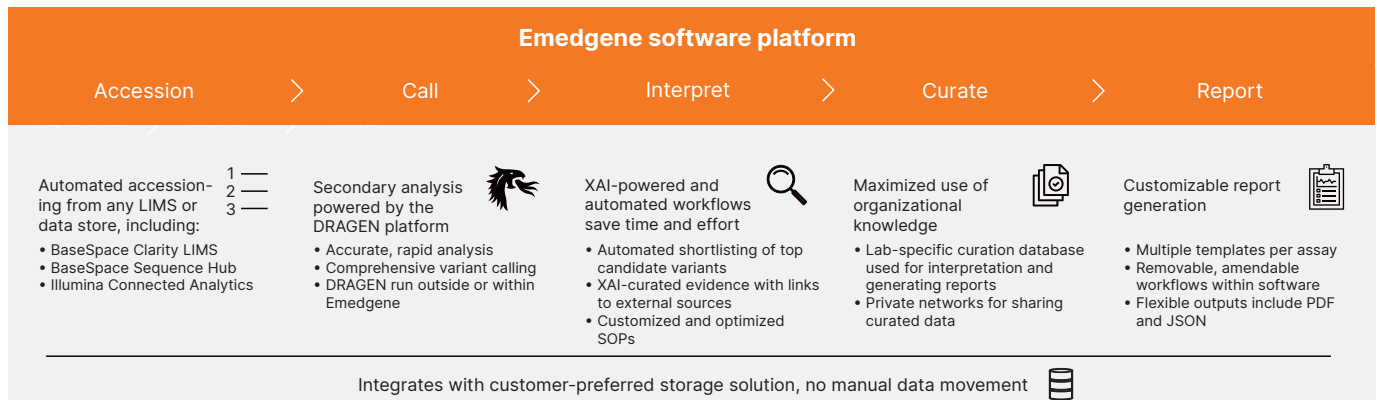 Emedgene software platform
Accession
Call
Interpret
Curate
Report
Automated accession-
ing from any LIMS or
data store, including:
• BaseSpace Clarity LIMS
• BaseSpace Sequence Hub
• Illumina Connected Analytics
1
2
3
Secondary analysis
powered by the
DRAGEN platform
• Accurate, rapid analysis
• Comprehensive variant calling
• DRAGEN run outside or within
Emedgene
XAI-powered and
automated workflows
save time and effort
• Automated shortlisting of top
candidate variants
• XAI-curated evidence with links
to external sources
• Customized and optimized
SOPs
Maximized use of
organizational
knowledge
• Lab-specific curation database
used for interpretation and
generating reports
• Private networks for sharing
curated data
Customizable report
generation
• Multiple templates per assay
• Removable, amendable
workflows within software
• Flexible outputs include PDF
and JSON
Integrates with customer-preferred storage solution, no manual data movement